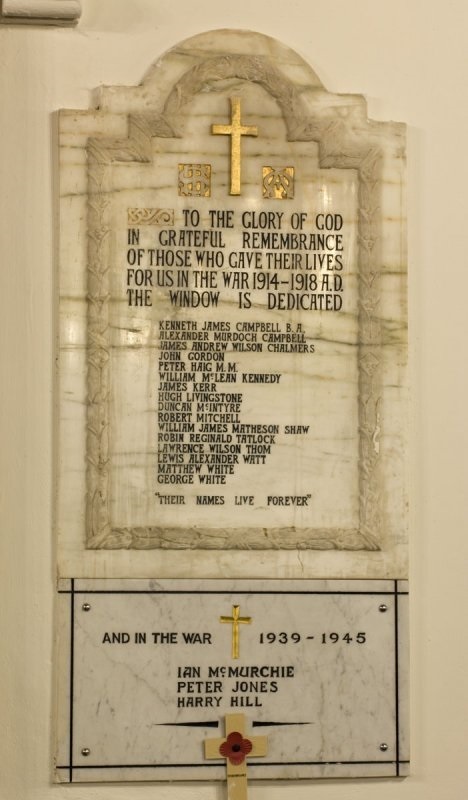 TO THE GLORY OF GOD
IN GRATEFUL REMEMBRANCE
OF THOSE WHO GAVE THEIR LIVES
FOR US IN THE WAR 1914-1918 A.D.
THE WINDOW IS DEDICATED
KENNETH JAMES CAMPBELL B.A.
ALEXANDER MURDOCH CAMPBELL
JAMES ANDREW WILSON CHALMERS
JOHN GORDON
PETER HAIG M.M.
WILLIAM McLEAN KENNEDY
JAMES KERR
HUGH LIVINGSTONE
DUNCAN McINTYRE
ROBERT MITCHELL
WILLIAM JAMES MATHESON SHAW
ROBIN REGINALD TATLOCK
LAWRENCE WILSON THOM
LEWIS ALEXANDER WATT
MATTHEW WHITE
GEORGE WHITE
"THEIR NAMES LIVE FOREVER"
AND IN THE WAR 1939-1945
IAN McMURCHIE
PETER JONES
HARRY HILL